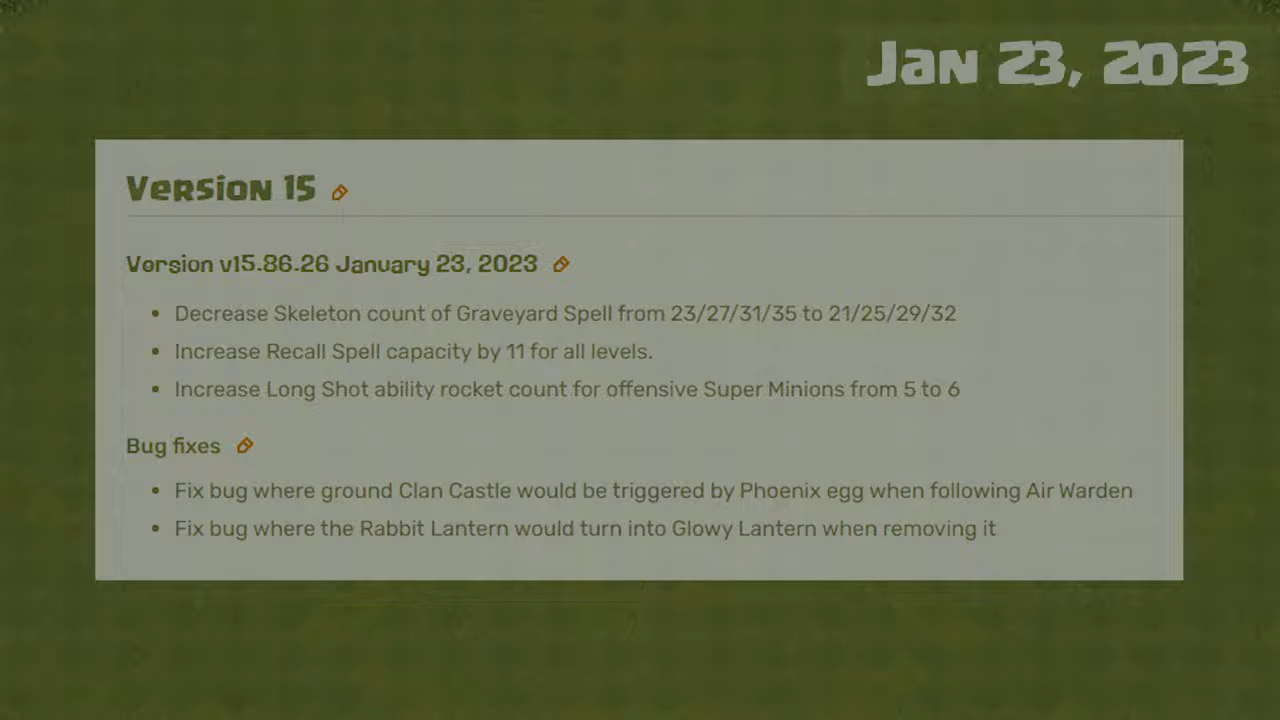 Jan 23, 2023
Version 15
Version v15.86.26 January 23, 2023
• Decrease Skeleton count of Graveyard Spell from 23/27/31/35 to 21/25/29/32
• Increase Recall Spell capacity by 11 for all levels.
• Increase Long Shot ability rocket count for offensive Super Minions from 5 to 6
Bug fixes
• Fix bug where ground Clan Castle would be triggered by Phoenix egg when following Air Warden
• Fix bug where the Rabbit Lantern would turn into Glowy Lantern when removing it